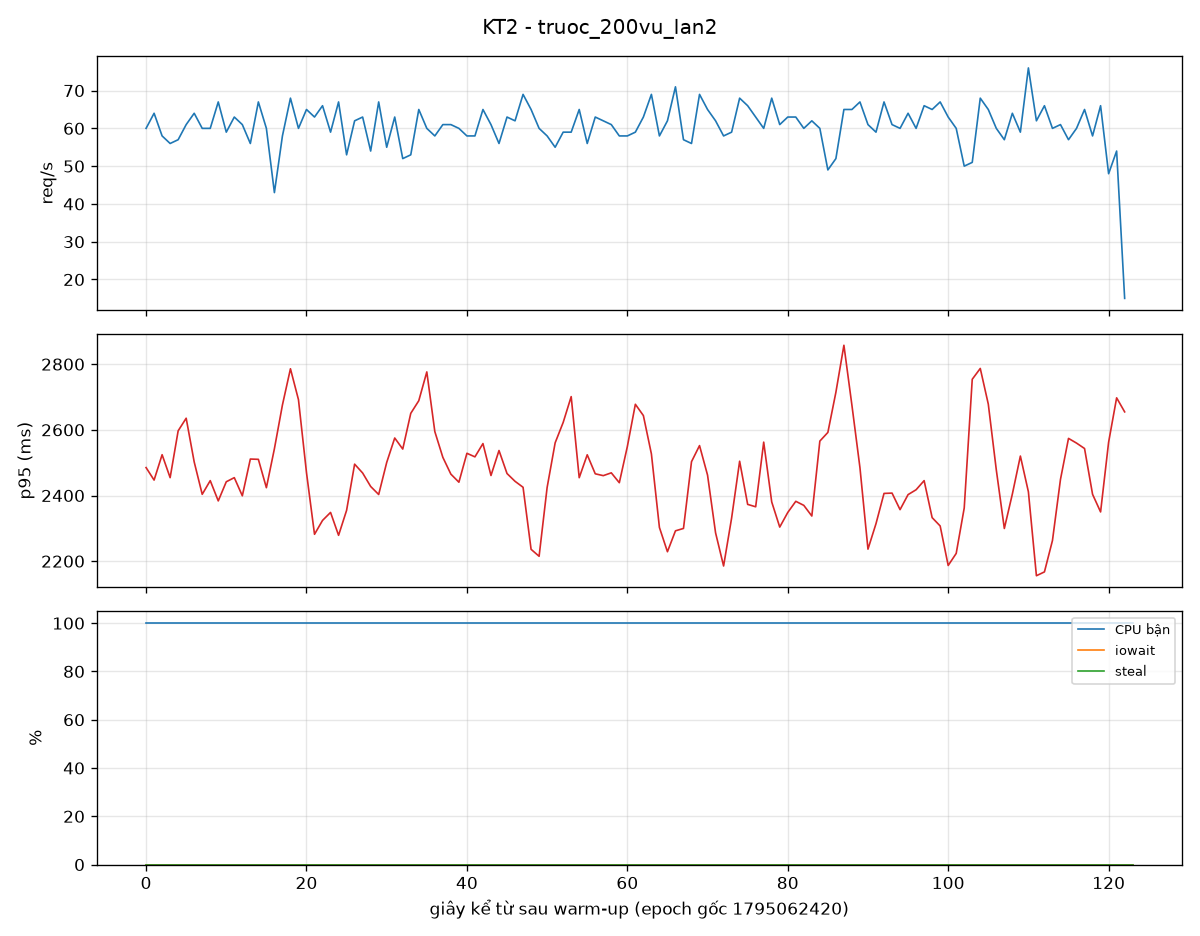 KT2 - truoc_200vu_lan2
req/s
70
60
50
40
30
20
p95 (ms)
2800
2600
2400
2200
%
100
80
60
40
20
0
CPU bận
iowait
steal
0 20 40 60 80 100 120
giây kể từ sau warm-up (epoch gốc 1795062420)